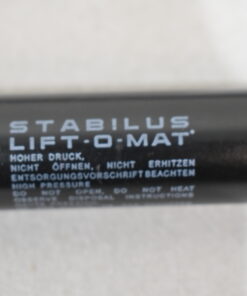 STABILUS
LIFT-O-MAT®
HOHER DRUCK,
NICHT ÖFFNEN, NICHT ERHITZEN
ENTSORGUNGSVORSCHRIFT BEACHTEN
HIGH PRESSURE
DO NOT OPEN, DO NOT HEAT
OBSERVE DISPOSAL INSTRUCTIONS